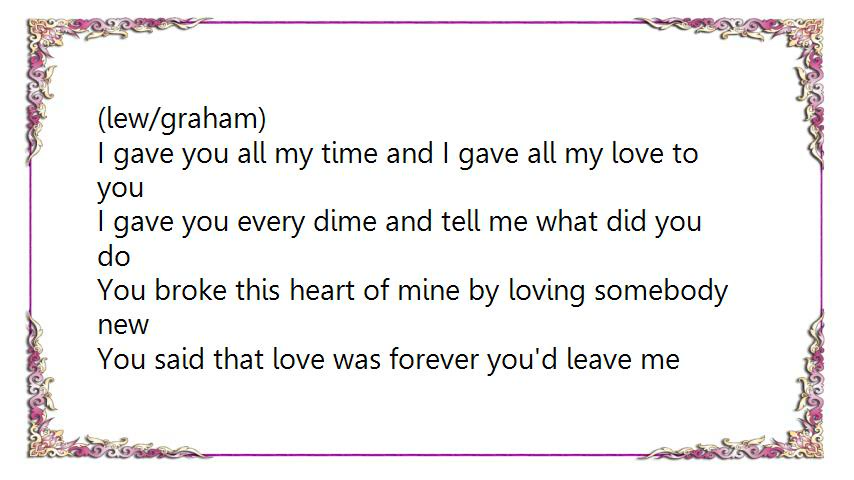 (lew/graham)
I gave you all my time and I gave all my love to
you
I gave you every dime and tell me what did you
do
You broke this heart of mine by loving somebody
new
You said that love was forever you'd leave me